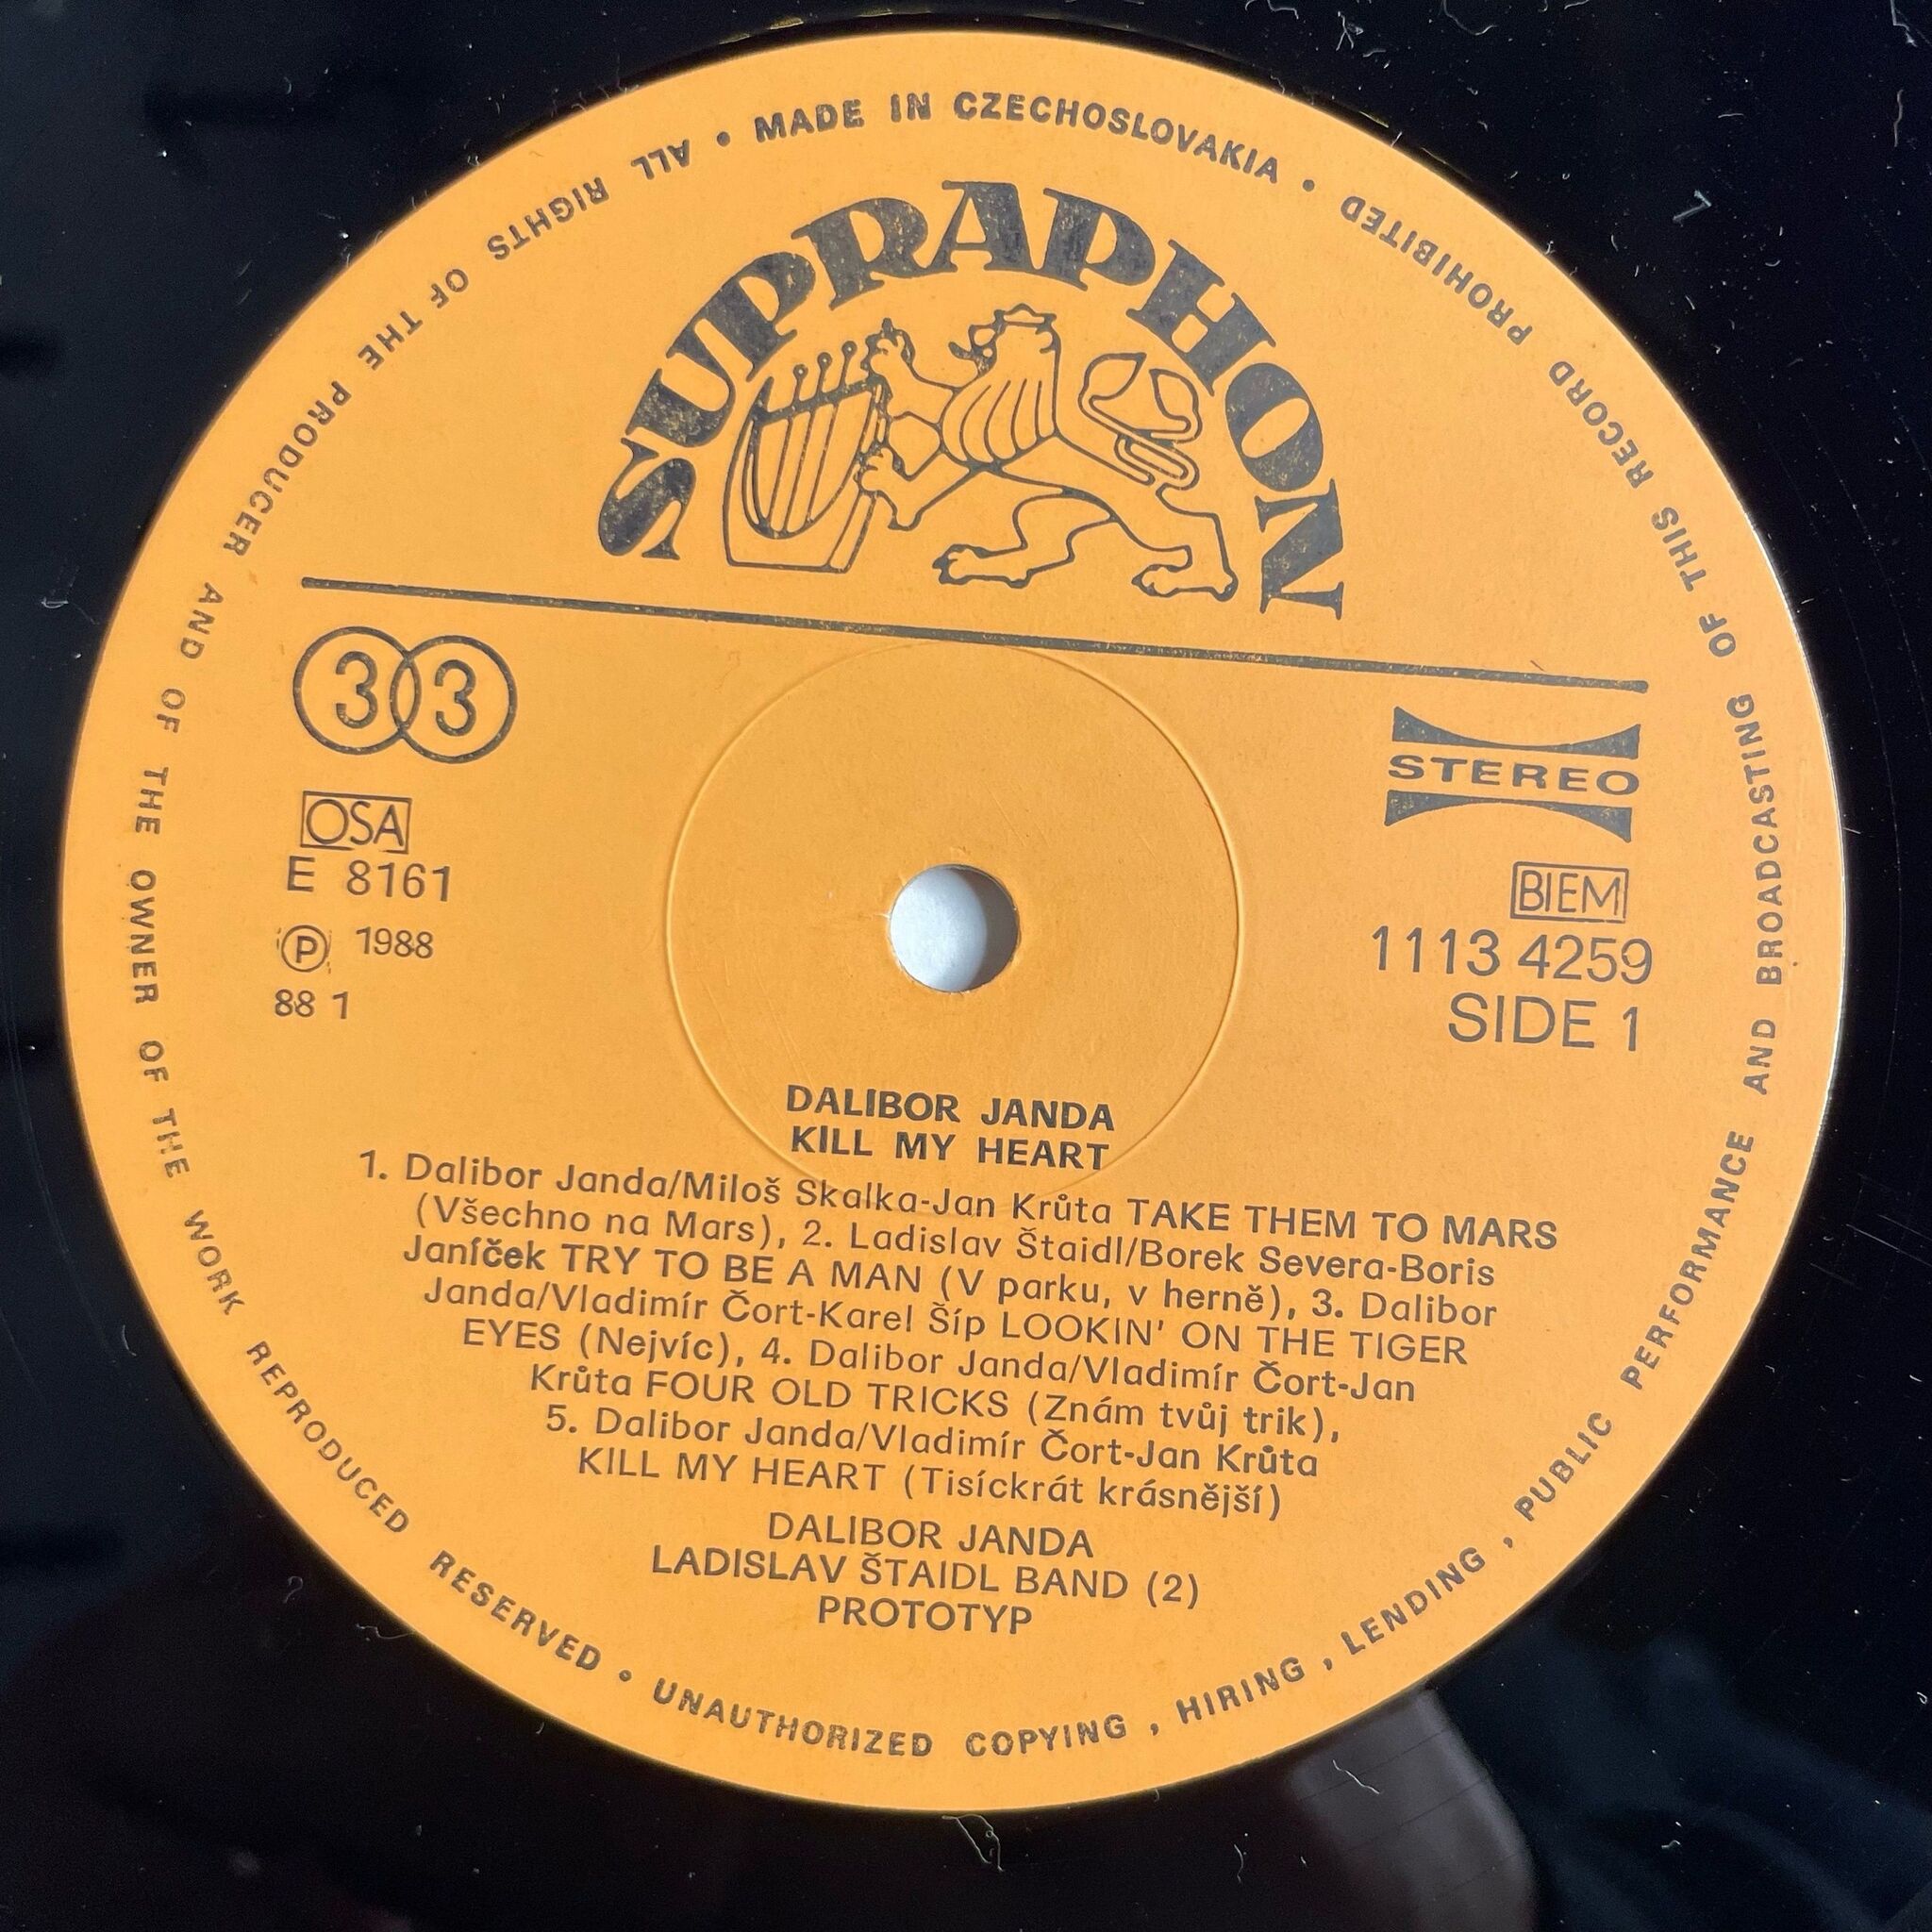 • MADE IN CZECHOSLOVAKIA •
ALL RIGHTS OF THE PRODUCER AND OF THE OWNER OF THE WORK REPRODUCED RESERVED • UNAUTHORIZED COPYING , HIRING , LENDING , PUBLIC PERFORMANCE AND BROADCASTING OF THIS RECORD PROHIBITED
SUPRAPHON
33
STEREO
OSA
E 8161
Ⓟ 1988
88 1
BIEM
1113 4259
SIDE 1
DALIBOR JANDA
KILL MY HEART
1. Dalibor Janda/Miloš Skalka-Jan Krůta TAKE THEM TO MARS
(Všechno na Mars), 2. Ladislav Štaidl/Borek Severa-Boris
Janíček TRY TO BE A MAN (V parku, v herně), 3. Dalibor
Janda/Vladimír Čort-Karel Šíp LOOKIN' ON THE TIGER
EYES (Nejvíc), 4. Dalibor Janda/Vladimír Čort-Jan
Krůta FOUR OLD TRICKS (Znám tvůj trik),
5. Dalibor Janda/Vladimír Čort-Jan Krůta
KILL MY HEART (Tisíckrát krásnější)
DALIBOR JANDA
LADISLAV ŠTAIDL BAND (2)
PROTOTYP